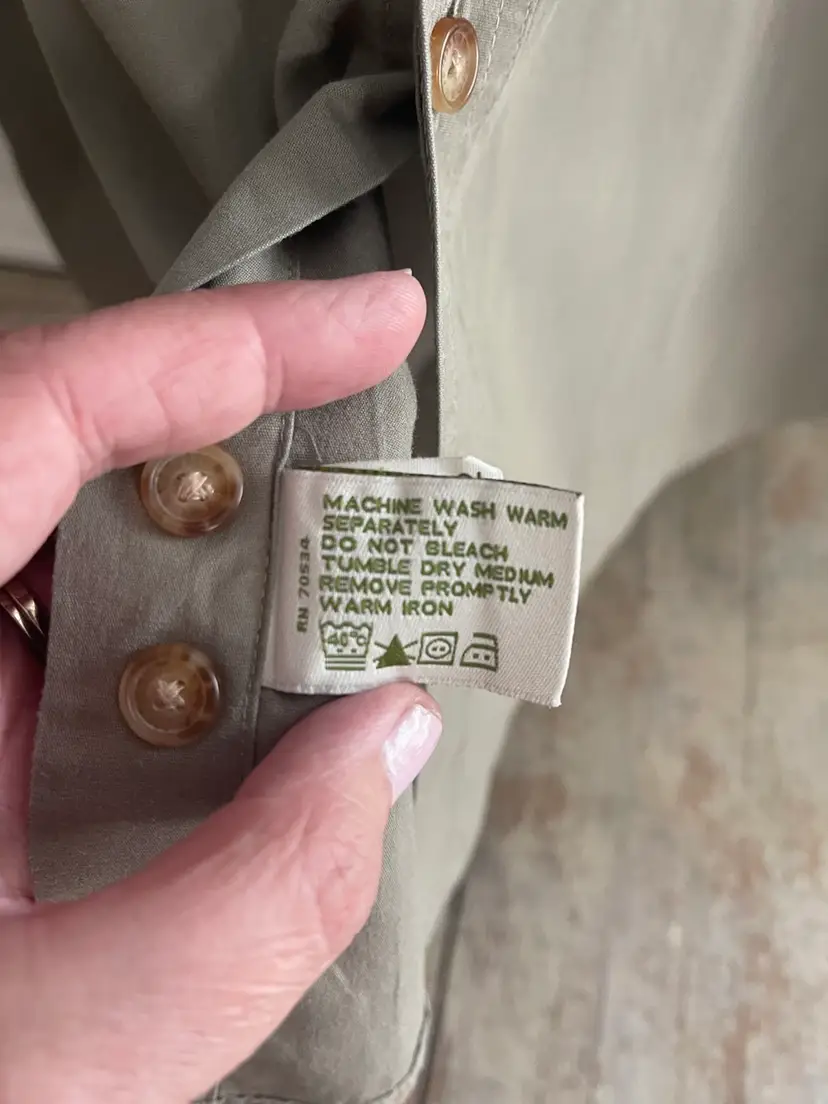 MACHINE WASH WARM
SEPARATELY
DO NOT BLEACH
TUMBLE DRY MEDIUM
REMOVE PROMPTLY
WARM IRON
40°C
RN 70534